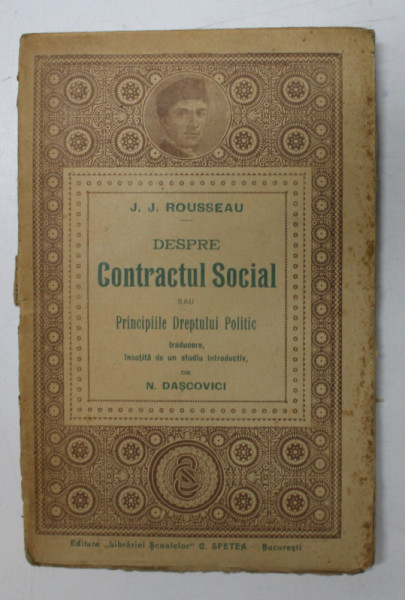 J. J. ROUSSEAU
DESPRE
Contractul Social
SAU
Principiile Dreptului Politic
traducere,
însoțită de un studiu introductiv,
DE
N. DAȘCOVICI
Editura „Librăriei Școalelor" C. SFETEA - București